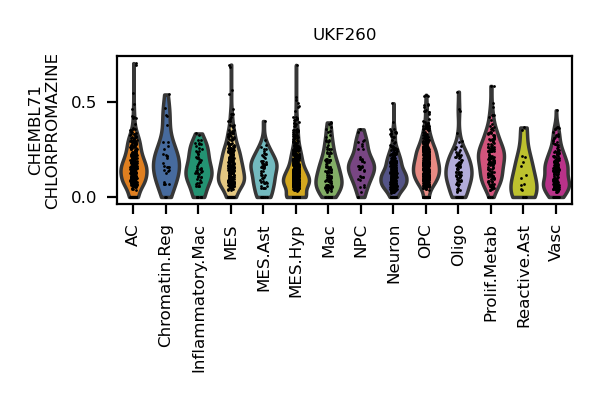 UKF260
CHEMBL71
CHLORPROMAZINE
0.5
0.0
AC
Chromatin.Reg
Inflammatory.Mac
MES
MES.Ast
MES.Hyp
Mac
NPC
Neuron
OPC
Oligo
Prolif.Metab
Reactive.Ast
Vasc